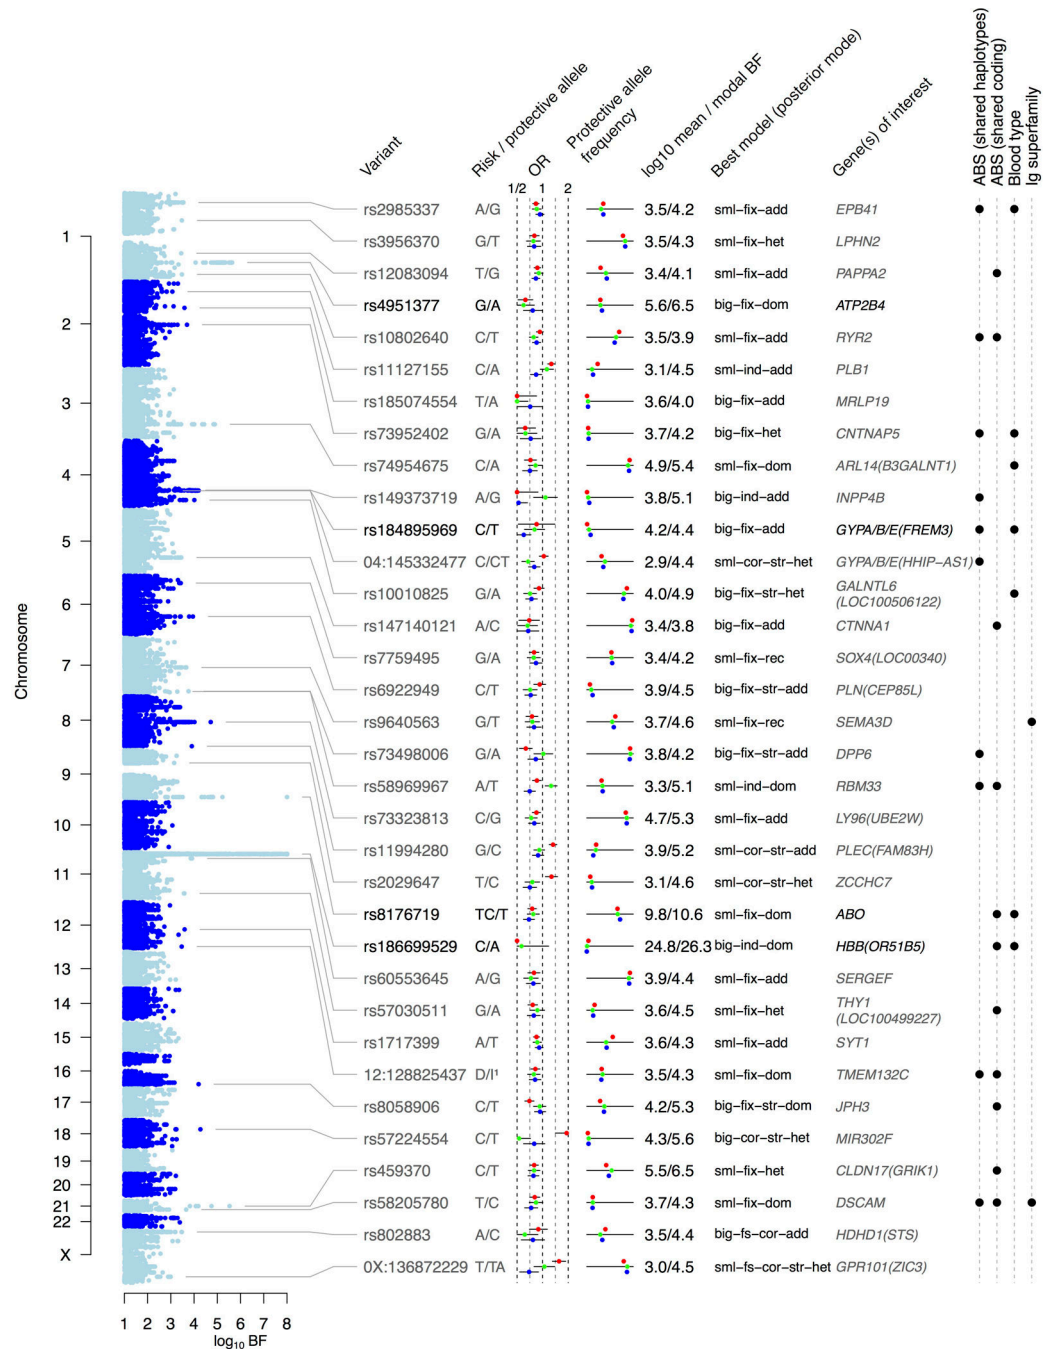 Variant
Risk / protective allele
OR
Protective allele
frequency
log10 mean / modal BF
Best model (posterior mode)
Gene(s) of interest
ABS (shared haplotypes)
ABS (shared coding)
Blood type
Ig superfamily
1/2 1 2
rs2985337 A/G 3.5/4.2 sml−fix−add EPB41
rs3956370 G/T 3.5/4.3 sml−fix−het LPHN2
rs12083094 T/G 3.4/4.1 sml−fix−add PAPPA2
rs4951377 G/A 5.6/6.5 big−fix−dom ATP2B4
rs10802640 C/T 3.5/3.9 sml−fix−add RYR2
rs11127155 C/A 3.1/4.5 sml−ind−add PLB1
rs185074554 T/A 3.6/4.0 big−fix−add MRLP19
rs73952402 G/A 3.7/4.2 big−fix−het CNTNAP5
rs74954675 C/A 4.9/5.4 sml−fix−dom ARL14(B3GALNT1)
rs149373719 A/G 3.8/5.1 big−ind−add INPP4B
rs184895969 C/T 4.2/4.4 big−fix−add GYPA/B/E(FREM3)
04:145332477 C/CT 2.9/4.4 sml−cor−str−het GYPA/B/E(HHIP−AS1)
rs10010825 G/A 4.0/4.9 big−fix−str−het GALNTL6
(LOC100506122)
rs147140121 A/C 3.4/3.8 big−fix−add CTNNA1
rs7759495 G/A 3.4/4.2 sml−fix−rec SOX4(LOC00340)
rs6922949 C/T 3.9/4.5 big−fix−str−add PLN(CEP85L)
rs9640563 G/T 3.7/4.6 sml−fix−rec SEMA3D
rs73498006 G/A 3.8/4.2 big−fix−str−add DPP6
rs58969967 A/T 3.3/5.1 sml−ind−dom RBM33
rs73323813 C/G 4.7/5.3 sml−fix−add LY96(UBE2W)
rs11994280 G/C 3.9/5.2 sml−cor−str−add PLEC(FAM83H)
rs2029647 T/C 3.1/4.6 sml−cor−str−het ZCCHC7
rs8176719 TC/T 9.8/10.6 sml−fix−dom ABO
rs186699529 C/A 24.8/26.3 big−ind−dom HBB(OR51B5)
rs60553645 A/G 3.9/4.4 sml−fix−add SERGEF
rs57030511 G/A 3.6/4.5 sml−fix−het THY1
(LOC100499227)
rs1717399 A/T 3.6/4.3 sml−fix−add SYT1
12:128825437 D/I¹ 3.5/4.3 sml−fix−dom TMEM132C
rs8058906 C/T 4.2/5.3 big−fix−str−dom JPH3
rs57224554 C/T 4.3/5.6 big−cor−str−het MIR302F
rs459370 C/T 5.5/6.5 sml−fix−het CLDN17(GRIK1)
rs58205780 T/C 3.7/4.3 sml−fix−dom DSCAM
rs802883 A/C 3.5/4.4 big−fs−cor−add HDHD1(STS)
0X:136872229 T/TA 3.0/4.5 sml−fs−cor−str−het GPR101(ZIC3)
Chromosome
1
2
3
4
5
6
7
8
9
10
11
12
13
14
15
16
17
18
19
20
21
22
X
1 2 3 4 5 6 7 8
log₁₀ BF